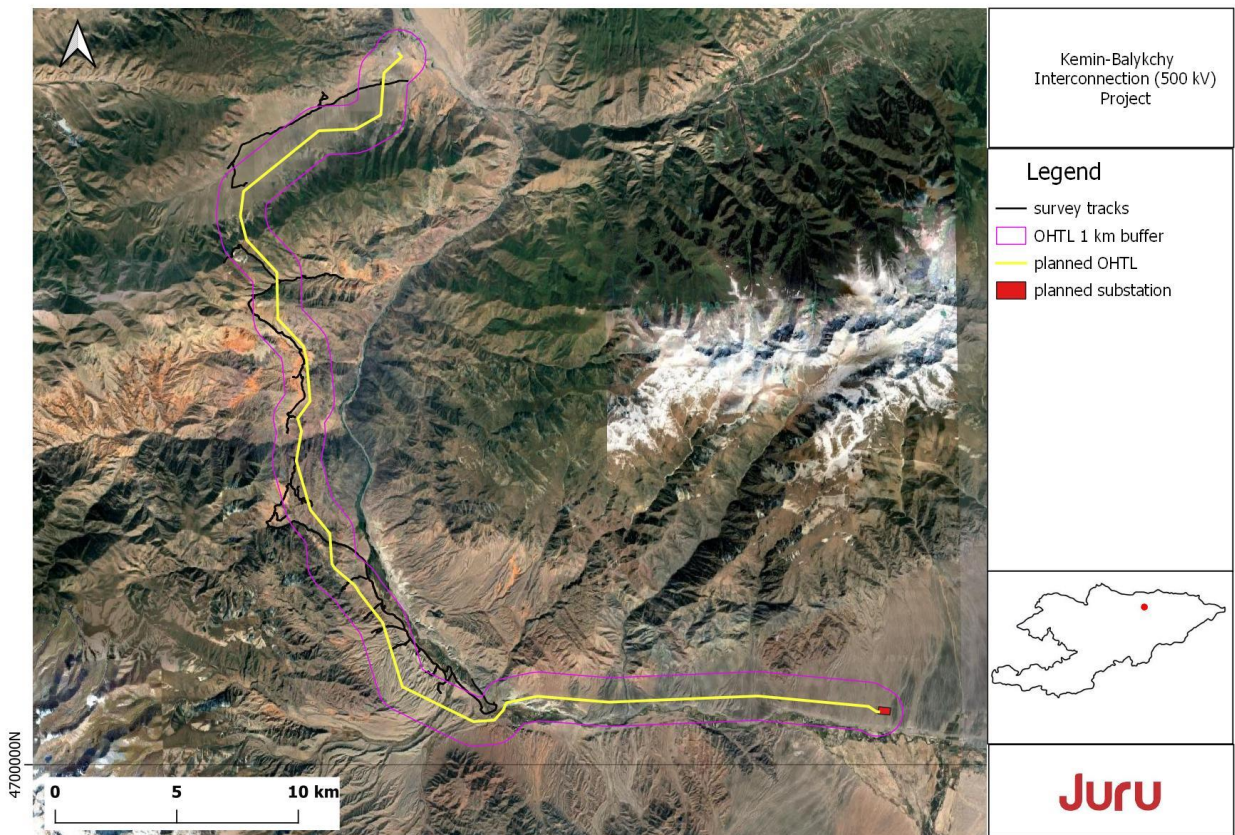 Kemin-Balykchy
Interconnection (500 kV)
Project
Legend
survey tracks
OHTL 1 km buffer
planned OHTL
planned substation
4700000N
0 5 10 km
Juru